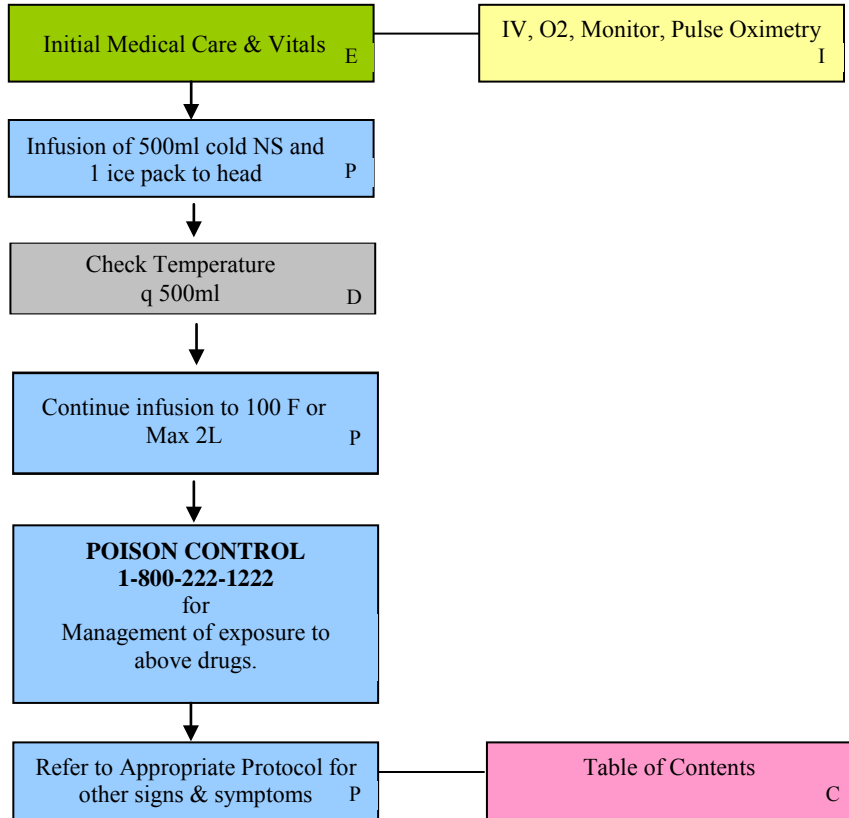 Initial Medical Care & Vitals
E
IV, O2, Monitor, Pulse Oximetry
I
Infusion of 500ml cold NS and
1 ice pack to head
P
Check Temperature
q 500ml
D
Continue infusion to 100 F or
Max 2L
P
POISON CONTROL
1-800-222-1222
for
Management of exposure to
above drugs.
Refer to Appropriate Protocol for
other signs & symptoms
P
Table of Contents
C